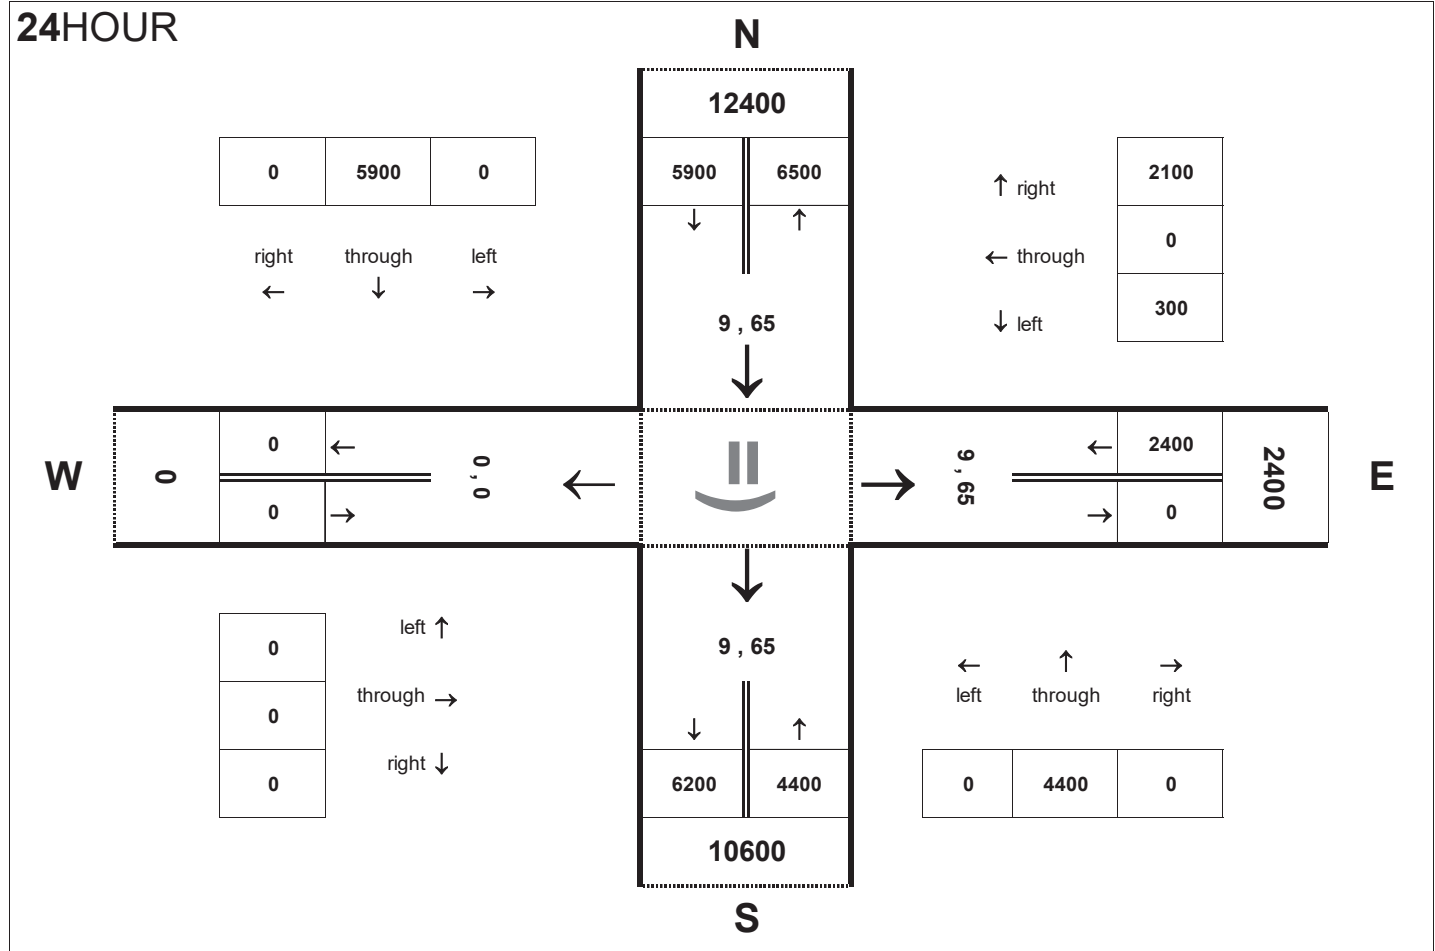 24HOUR
N
12400
0 5900 0
5900 6500
↓ ↑
right through left
← ↓ →
↑ right 2100
← through 0
↓ left 300
9 , 65
↓
W
0
0 ←
0 →
0 , 0
←
→
9 , 65
← 2400
→ 0
2400
E
↓
9 , 65
0 left ↑
0 through →
0 right ↓
← ↑ →
left through right
↓ ↑
6200 4400
0 4400 0
10600
S